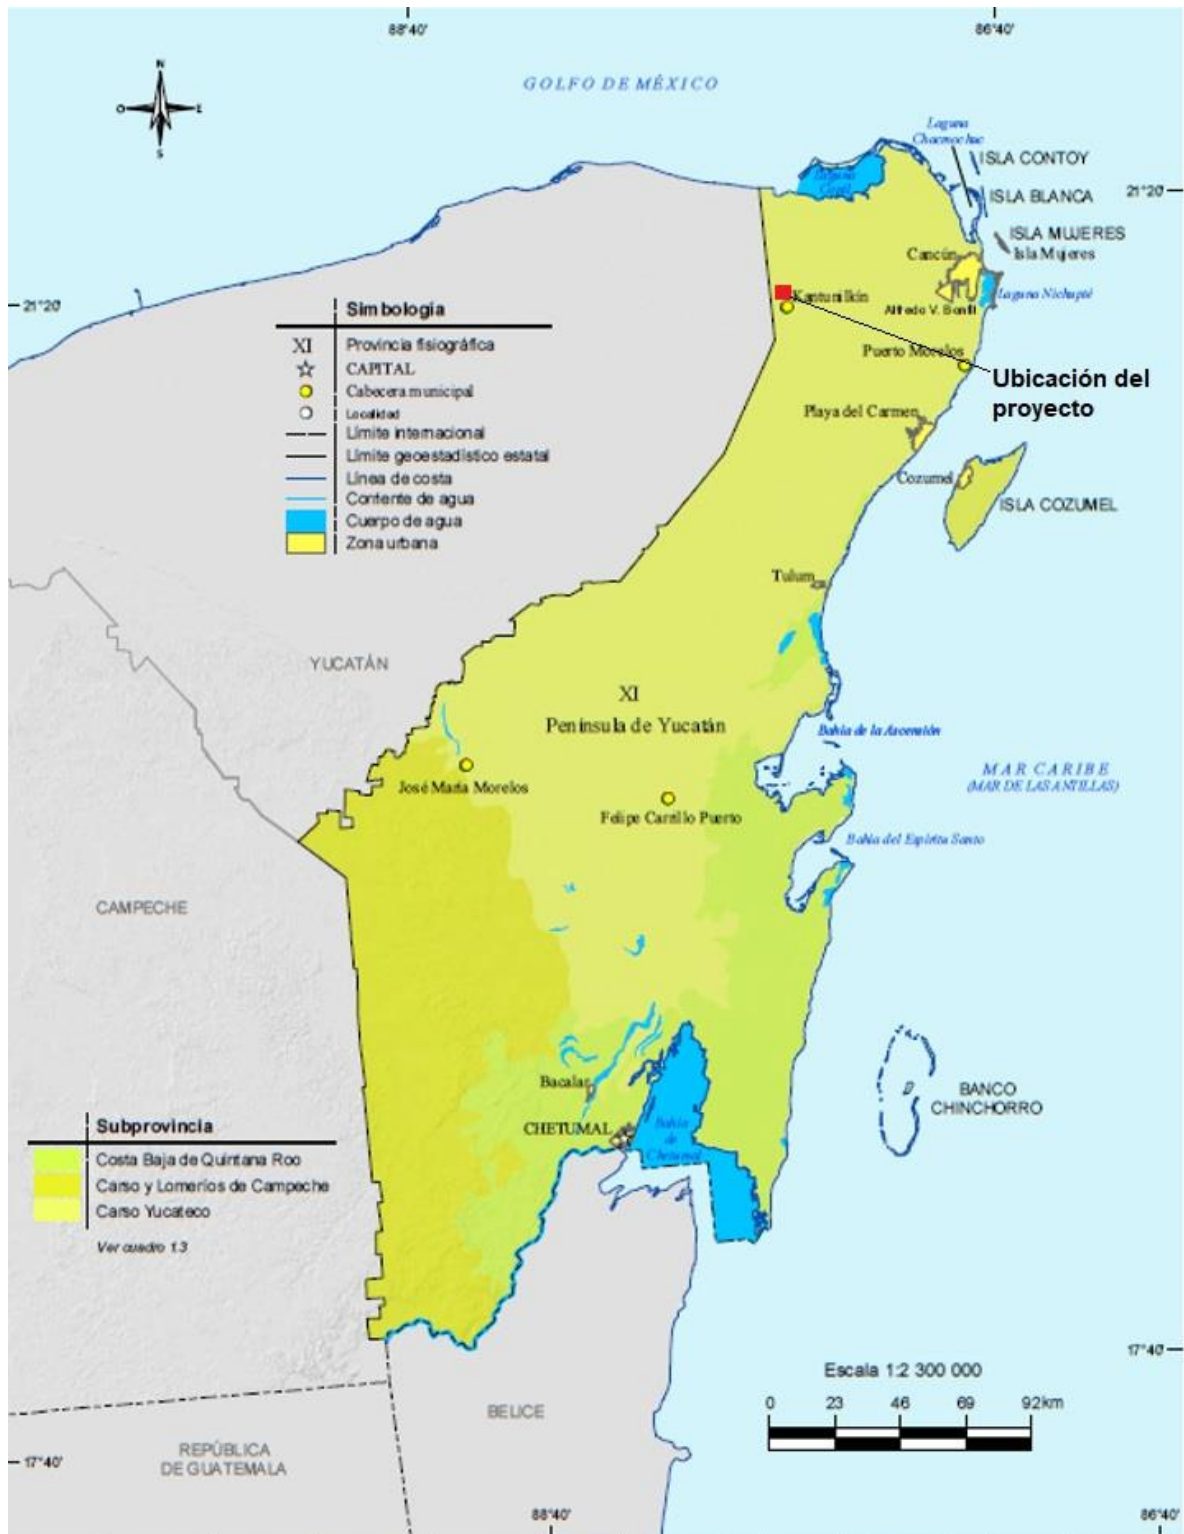 88°40'
86°40'
N
O
E
S
GOLFO DE MÉXICO
Laguna
Chacmochuc
ISLA CONTOY
21°20'
ISLA BLANCA
ISLA MUJERES
Isla Mujeres
Cancún
Laguna Nichupté
Kantunilkín
Alfredo V. Bonfil
21°20'
Puerto Morelos
Ubicación del
proyecto
Playa del Carmen
Cozumel
ISLA COZUMEL
Tulum
Simbología
XI Provincia fisiográfica
CAPITAL
Cabecera municipal
Localidad
Límite internacional
Límite geoestadístico estatal
Línea de costa
Corriente de agua
Cuerpo de agua
Zona urbana
YUCATÁN
XI
Península de Yucatán
Bahía de la Ascensión
MAR CARIBE
(MAR DE LAS ANTILLAS)
José María Morelos
Felipe Carrillo Puerto
Bahía del Espíritu Santo
CAMPECHE
Bacalar
BANCO
CHINCHORRO
CHETUMAL
Bahía
de
Chetumal
Subprovincia
Costa Baja de Quintana Roo
Carso y Lomeríos de Campeche
Carso Yucateco
Ver cuadro 1.3
17°40'
Escala 1:2 300 000
0 23 46 69 92km
BELICE
REPÚBLICA
DE GUATEMALA
17°40'
88°40'
86°40'